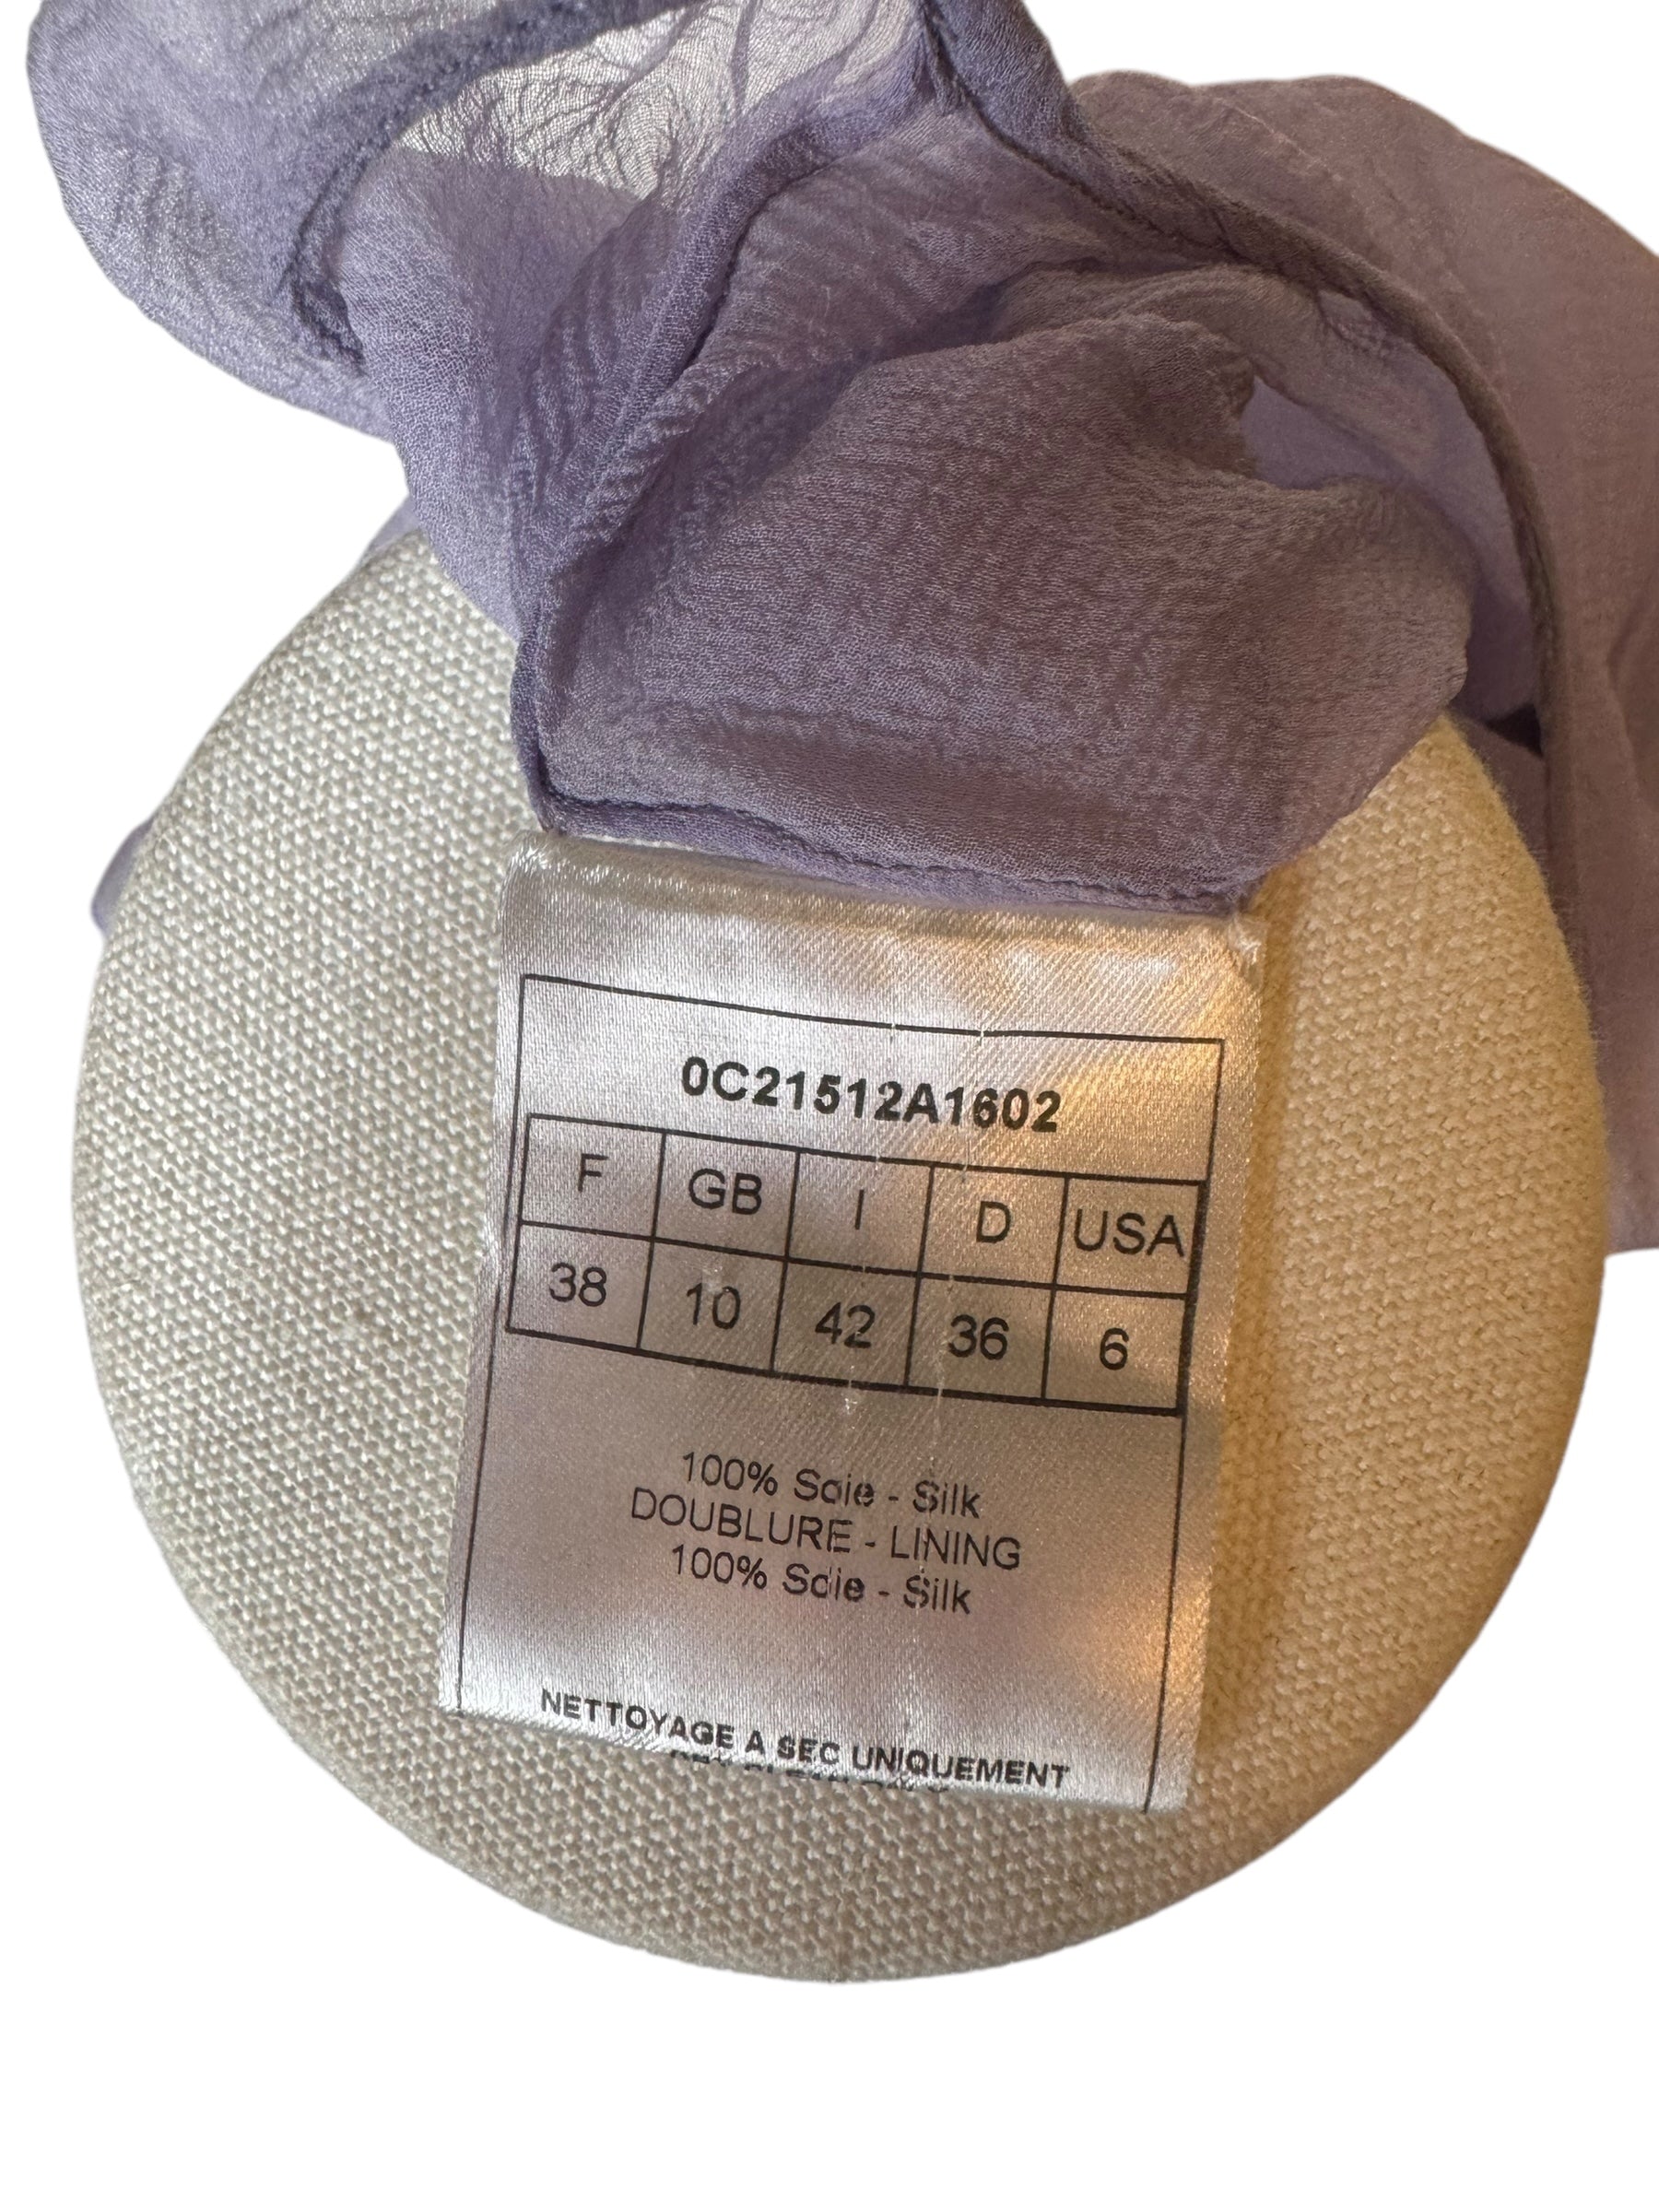 0C21512A1602
F GB I D USA
38 10 42 36 6
100% Soie - Silk
DOUBLURE - LINING
100% Soie - Silk
NETTOYAGE A SEC UNIQUEMENT